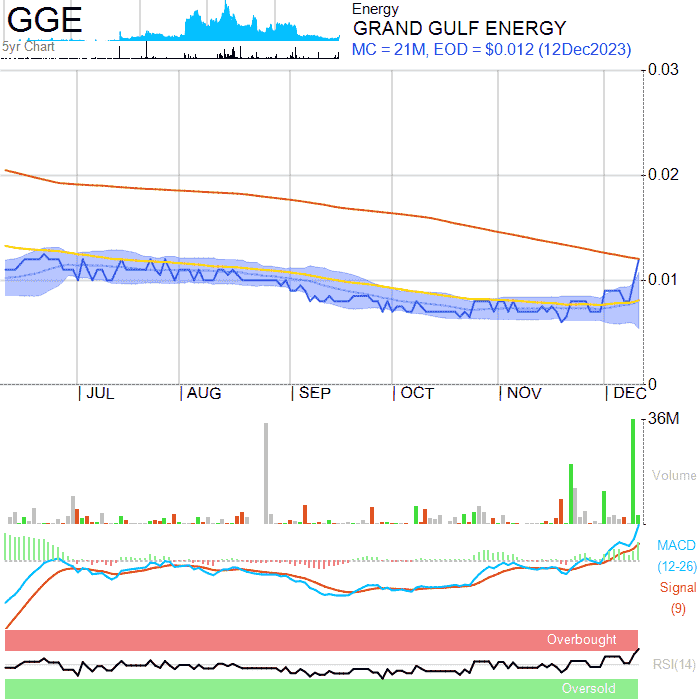 GGE
5yr Chart
Energy
GRAND GULF ENERGY
MC = 21M, EOD = $0.012 (12Dec2023)
0.03
0.02
0.01
0
| JUL | AUG | SEP | OCT | NOV | DEC
36M
Volume
MACD
(12-26)
Signal
(9)
Overbought
RSI(14)
Oversold